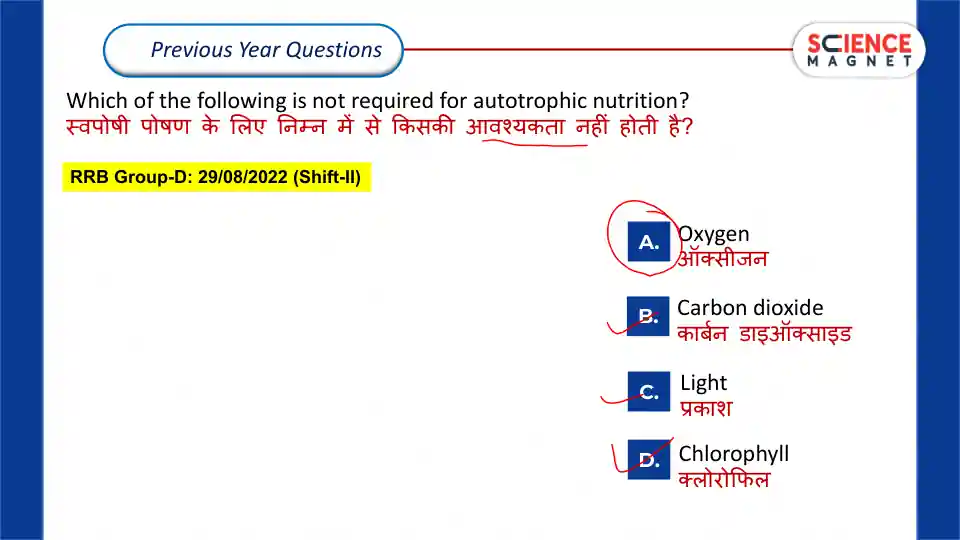 Previous Year Questions
SCIENCE
MAGNET
Which of the following is not required for autotrophic nutrition?
स्वपोषी पोषण के लिए निम्न में से किसकी आवश्यकता नहीं होती है?
RRB Group-D: 29/08/2022 (Shift-II)
A. Oxygen
ऑक्सीजन
B. Carbon dioxide
कार्बन डाइऑक्साइड
C. Light
प्रकाश
D. Chlorophyll
क्लोरोफिल